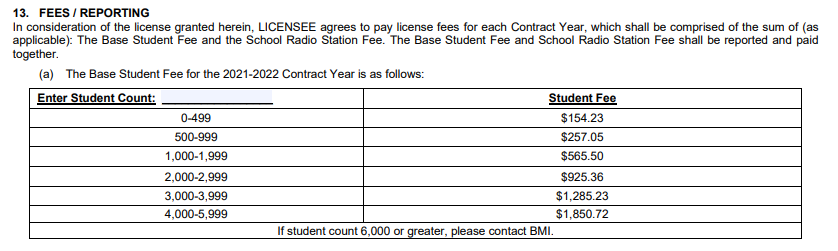 13. FEES / REPORTING
In consideration of the license granted herein, LICENSEE agrees to pay license fees for each Contract Year, which shall be comprised of the sum of (as
applicable): The Base Student Fee and the School Radio Station Fee. The Base Student Fee and School Radio Station Fee shall be reported and paid
together.
(a) The Base Student Fee for the 2021-2022 Contract Year is as follows:
Enter Student Count: Student Fee
0-499 $154.23
500-999 $257.05
1,000-1,999 $565.50
2,000-2,999 $925.36
3,000-3,999 $1,285.23
4,000-5,999 $1,850.72
If student count 6,000 or greater, please contact BMI.